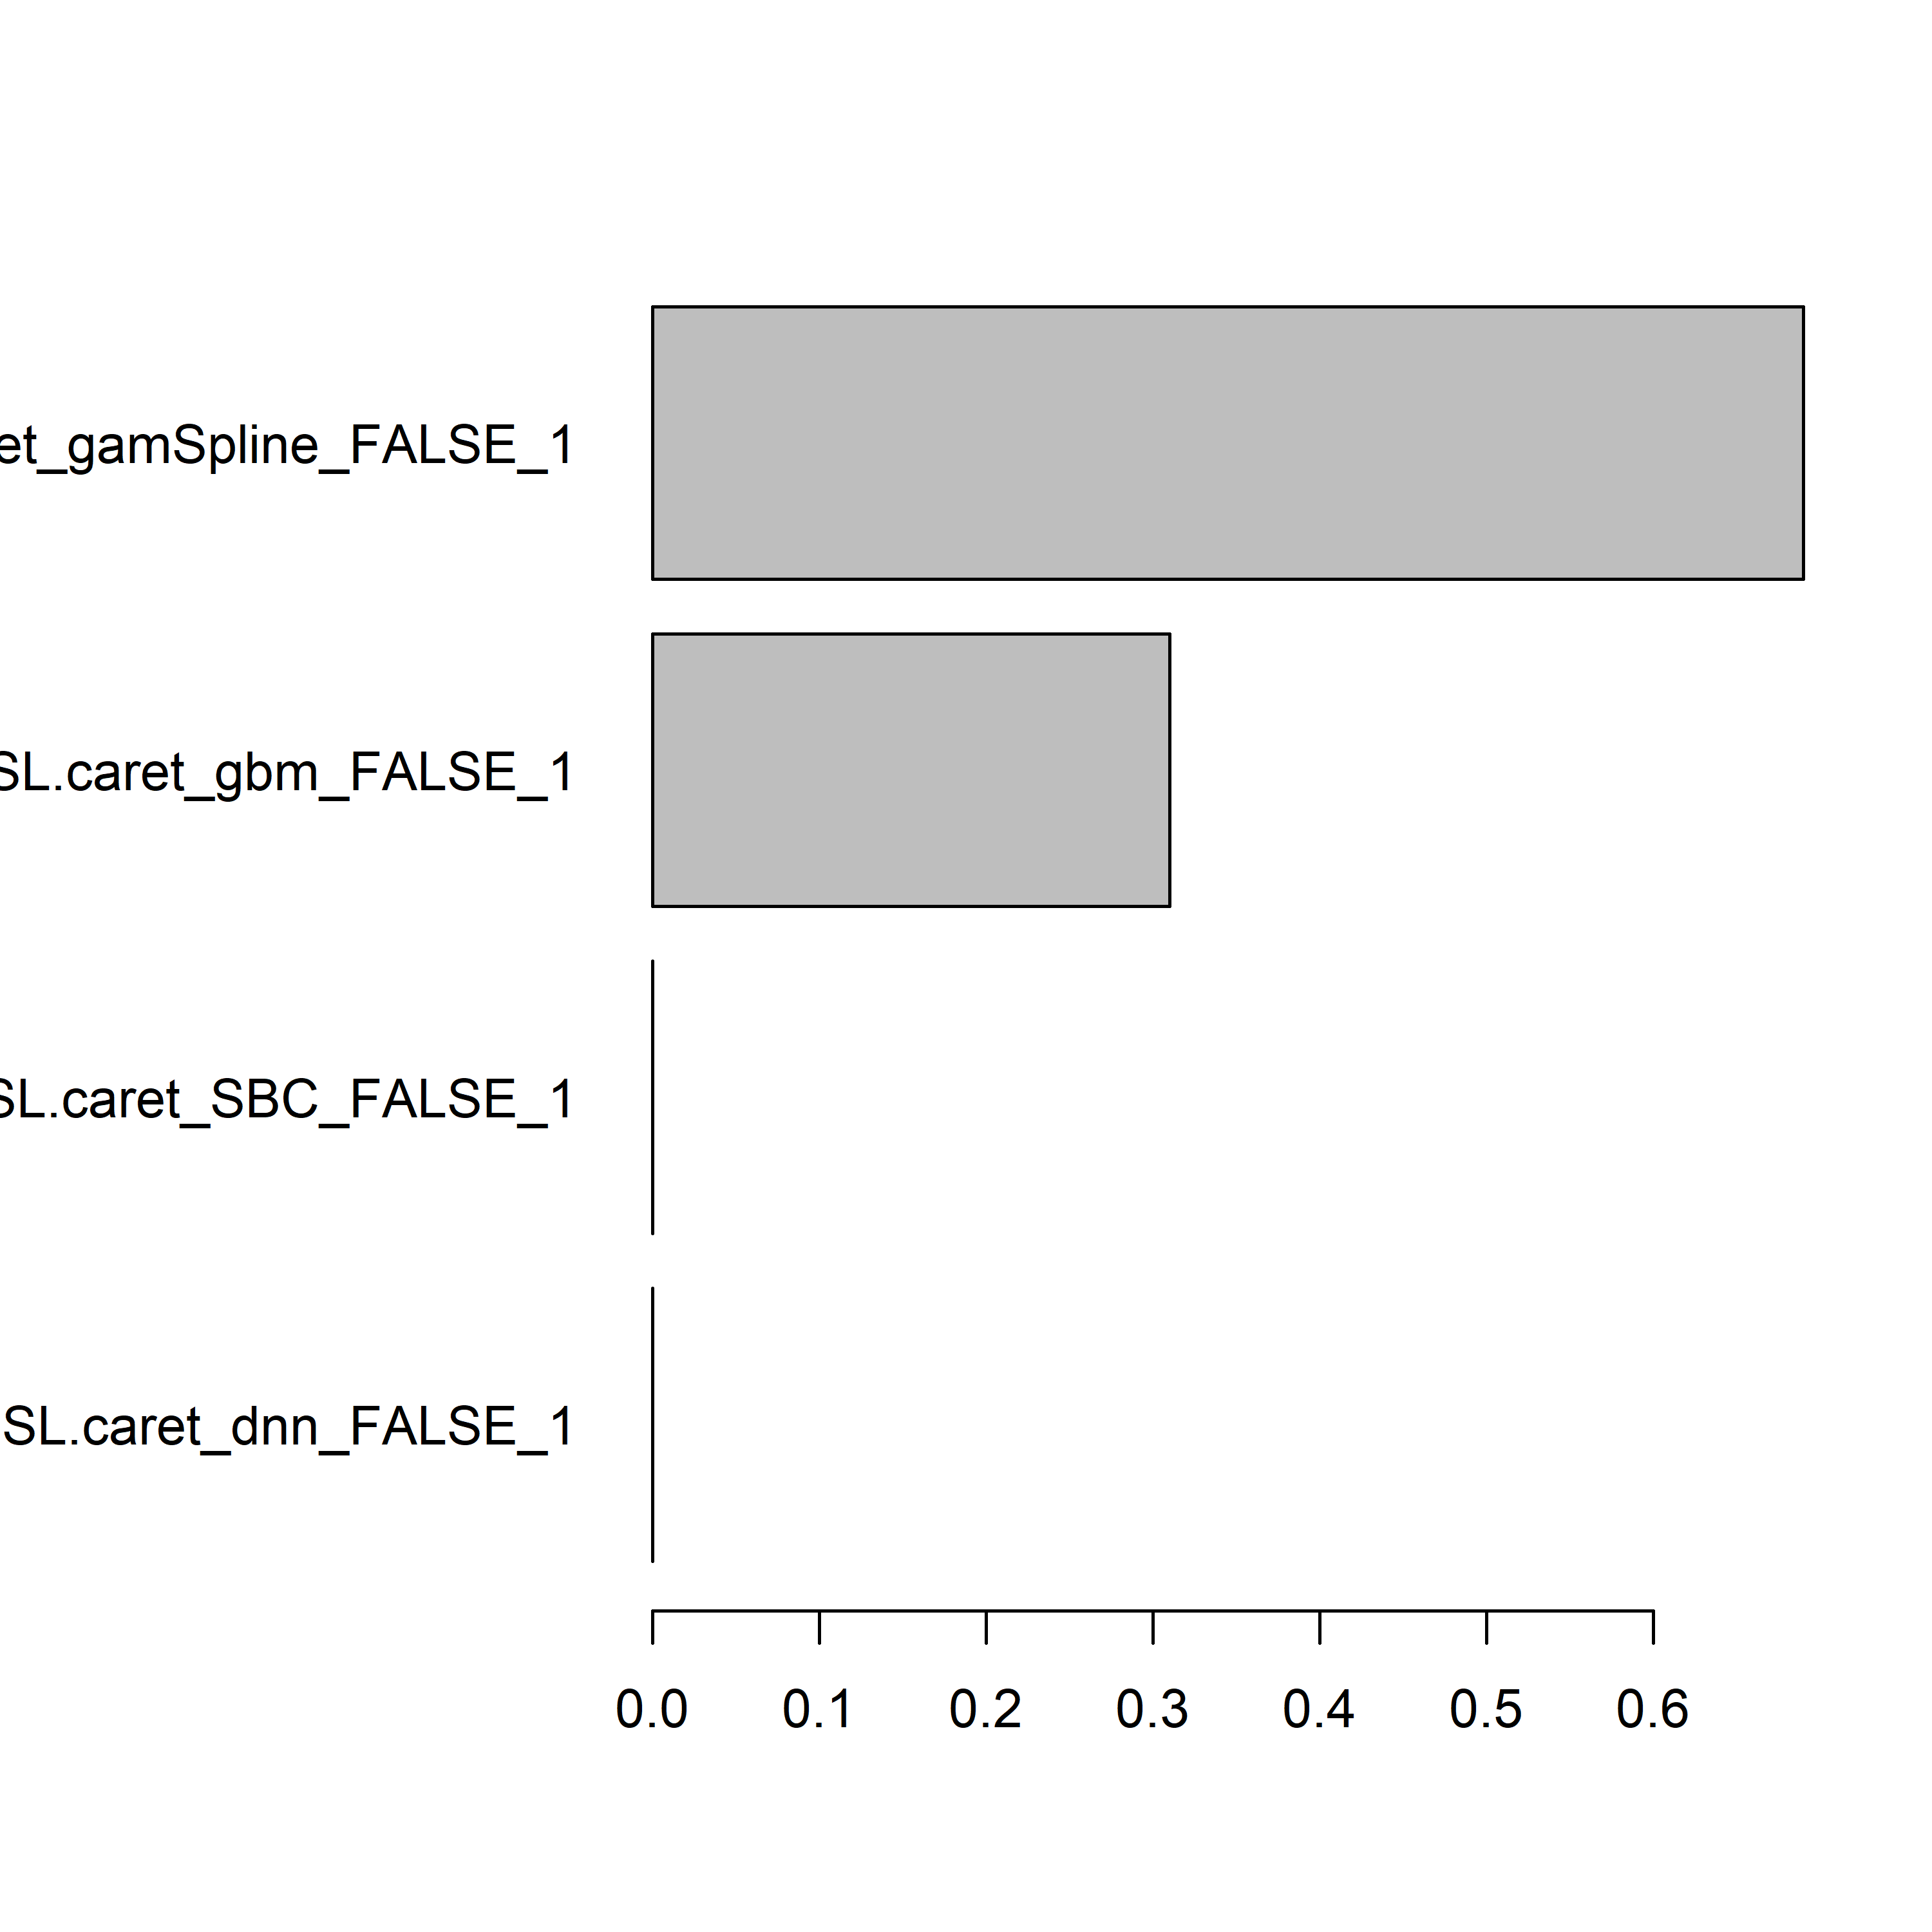 et_gamSpline_FALSE_1
SL.caret_gbm_FALSE_1
SL.caret_SBC_FALSE_1
SL.caret_dnn_FALSE_1
0.0 0.1 0.2 0.3 0.4 0.5 0.6